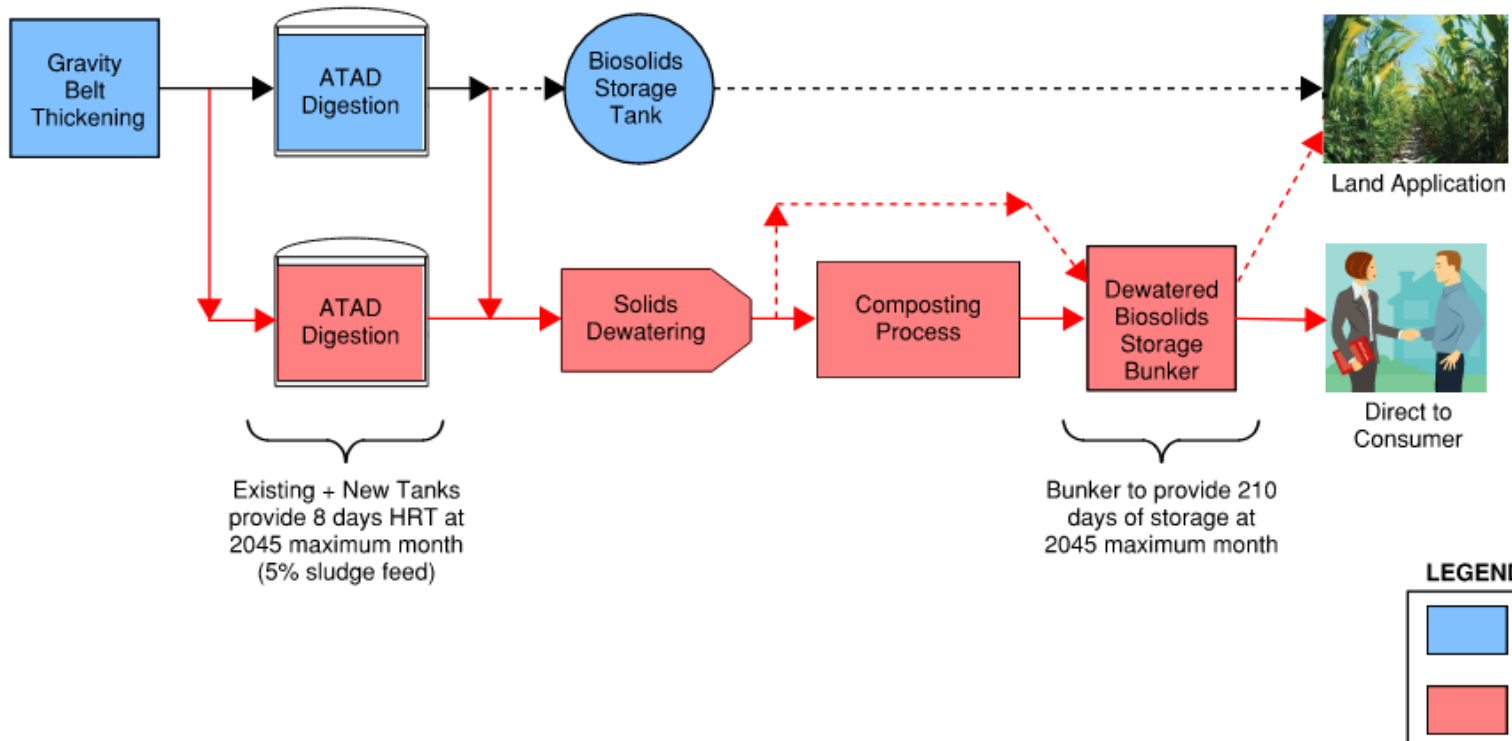 Gravity
Belt
Thickening
ATAD
Digestion
Biosolids
Storage
Tank
Land Application
ATAD
Digestion
Solids
Dewatering
Composting
Process
Dewatered
Biosolids
Storage
Bunker
Direct to
Consumer
Existing + New Tanks
provide 8 days HRT at
2045 maximum month
(5% sludge feed)
Bunker to provide 210
days of storage at
2045 maximum month
LEGEND